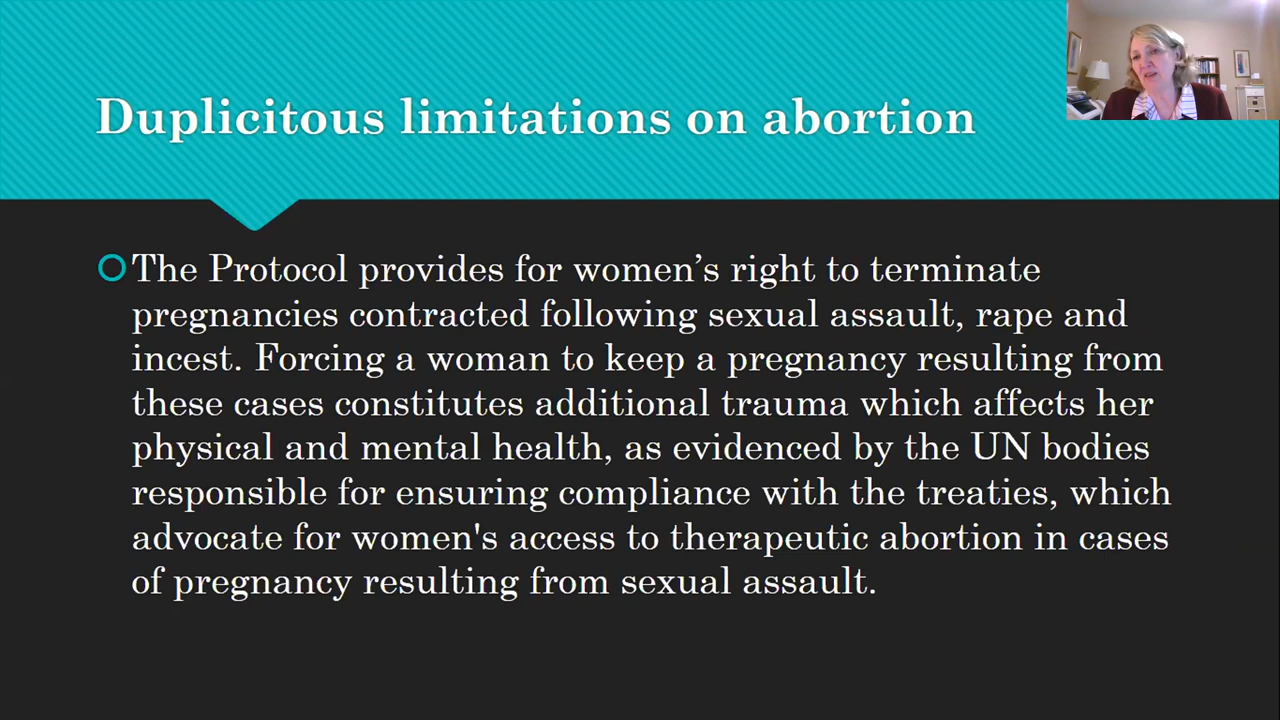 Duplicitous limitations on abortion
The Protocol provides for women’s right to terminate
pregnancies contracted following sexual assault, rape and
incest. Forcing a woman to keep a pregnancy resulting from
these cases constitutes additional trauma which affects her
physical and mental health, as evidenced by the UN bodies
responsible for ensuring compliance with the treaties, which
advocate for women's access to therapeutic abortion in cases
of pregnancy resulting from sexual assault.